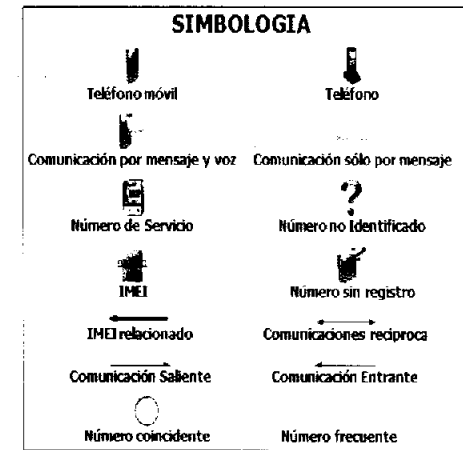 SIMBOLOGIA
Teléfono móvil Teléfono
Comunicación por mensaje y voz Comunicación sólo por mensaje
?
Número de Servicio Número no Identificado
IMEI Número sin registro
IMEI relacionado Comunicaciones reciproca
Comunicación Saliente Comunicación Entrante
Número coincidente Número frecuente